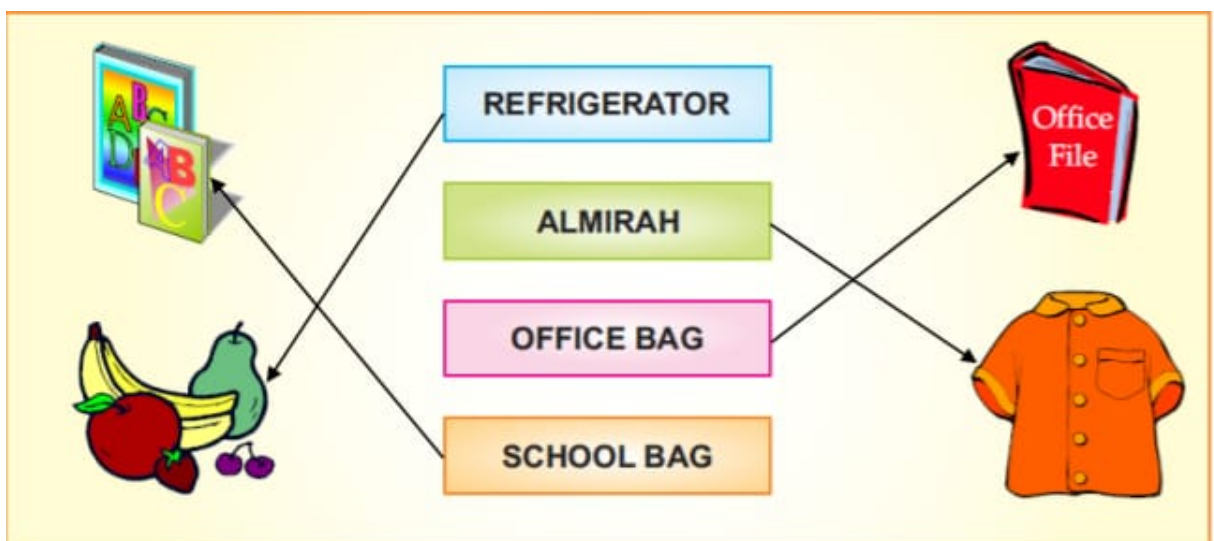 REFRIGERATOR
ALMIRAH
OFFICE BAG
SCHOOL BAG
Office
File